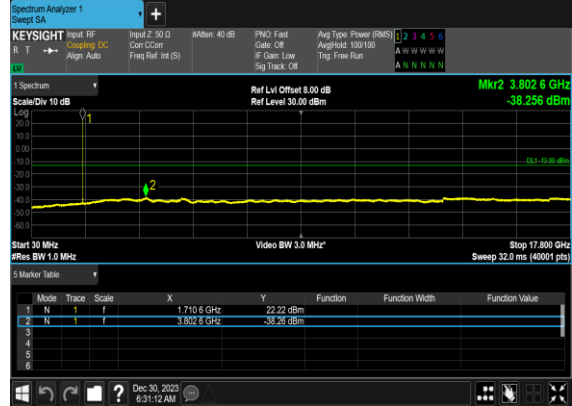 Spectrum Analyzer 1
Swept SA
+
KEYSIGHT Input: RF Input Z: 50 Ω #Atten: 40 dB PNO: Fast Avg Type: Power (RMS) 1 2 3 4 5 6
R T Coupling: DC Corr CCorr Gate: Off Avg|Hold: 100/100 A W W W W W
Align: Auto Freq Ref: Int (S) IF Gain: Low Trig: Free Run
Sig Track: Off A N N N N N
1 Spectrum Ref Lvl Offset 8.00 dB Mkr2 3.802 6 GHz
Scale/Div 10 dB Ref Level 30.00 dBm -38.256 dBm
Log
20.0
10.0
0.00
-10.0
-20.0
-30.0
-40.0
-50.0
-60.0
1
2
DL1 -13.00 dBm
Start 30 MHz Video BW 3.0 MHz* Stop 17.800 GHz
#Res BW 1.0 MHz Sweep 32.0 ms (40001 pts)
5 Marker Table
Mode Trace Scale X Y Function Function Width Function Value
1 N 1 f 1.710 6 GHz 22.22 dBm
2 N 1 f 3.802 6 GHz -38.26 dBm
3
4
5
6
? Dec 30, 2023
6:31:12 AM